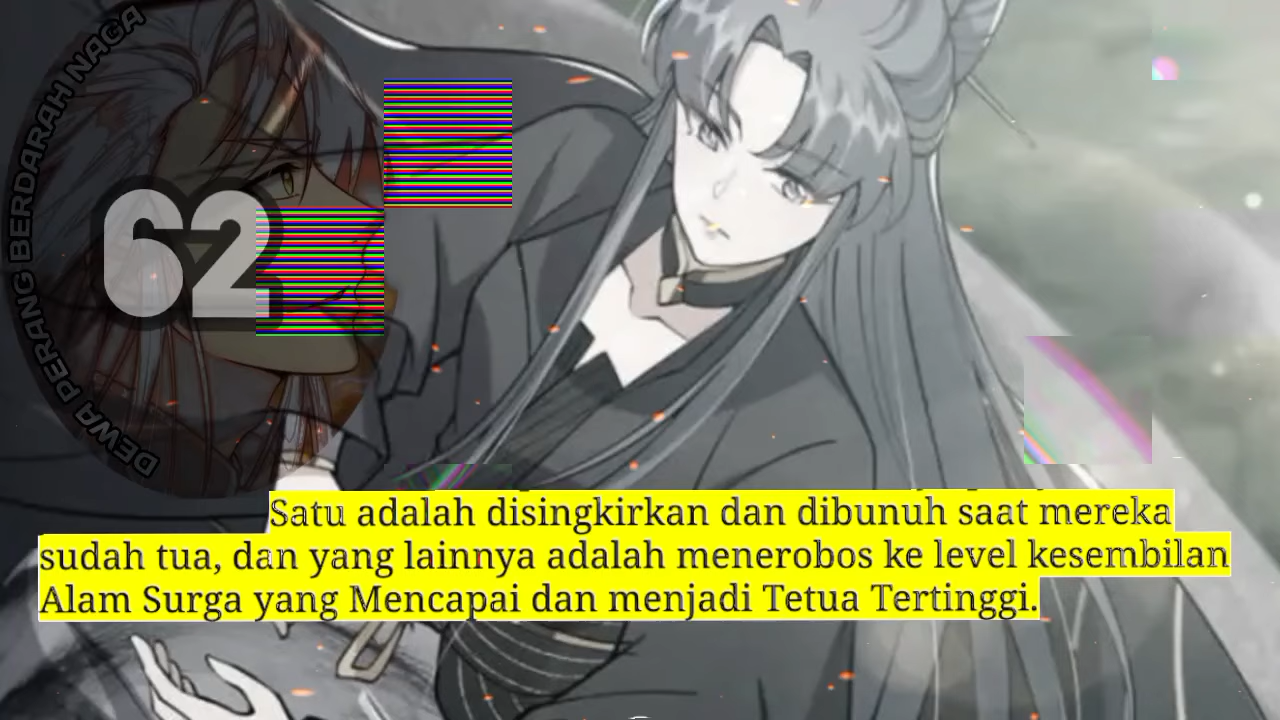 DEWA PERANG BERDARAH NAGA
62
Satu adalah disingkirkan dan dibunuh saat mereka
sudah tua, dan yang lainnya adalah menerobos ke level kesembilan
Alam Surga yang Mencapai dan menjadi Tetua Tertinggi.